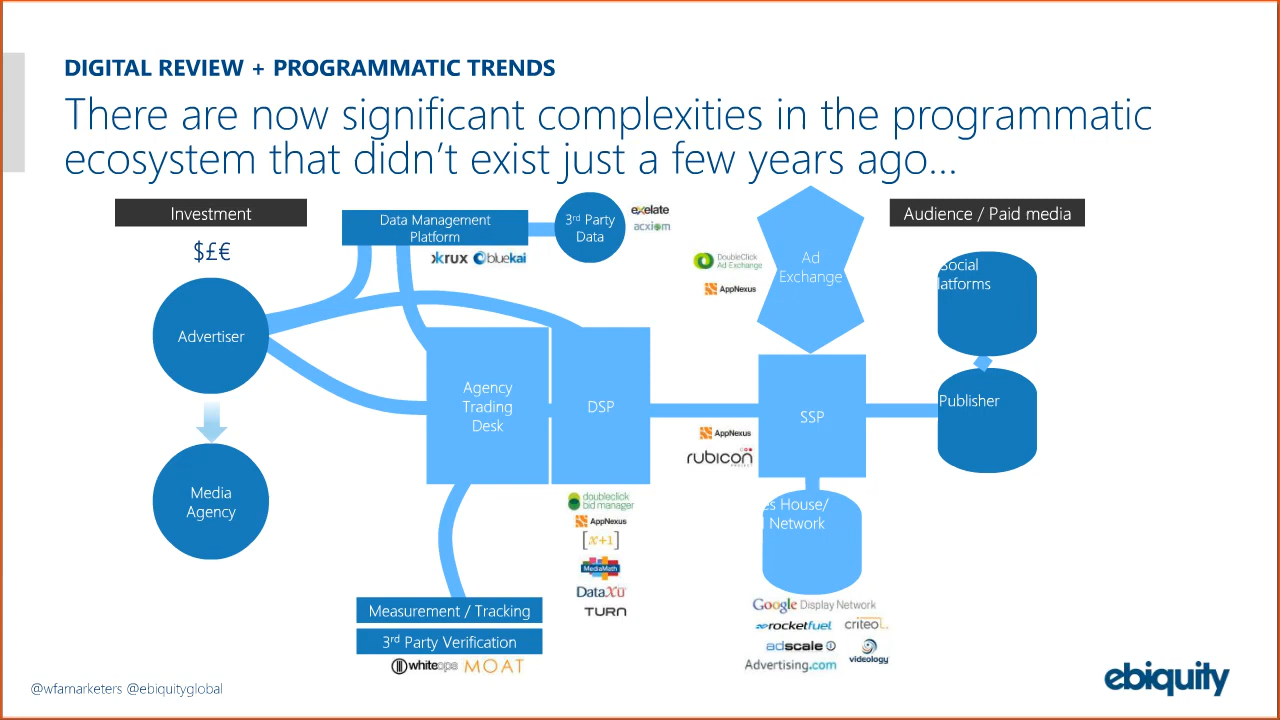 DIGITAL REVIEW + PROGRAMMATIC TRENDS
There are now significant complexities in the programmatic
ecosystem that didn’t exist just a few years ago…
Investment
$£€
Advertiser
Media
Agency
Data Management
Platform
krux bluekai
3rd Party
Data
exelate
acxiom
Agency
Trading
Desk
DSP
doubleclick
bid manager
AppNexus
[x+1]
MediaMath
DataXu
TURN
Measurement / Tracking
3rd Party Verification
whiteops MOAT
DoubleClick
Ad Exchange
AppNexus
Ad
Exchange
AppNexus
rubicon
PROJECT
SSP
es House/
Network
Google Display Network
rocketfuel criteo
adscale
Advertising.com
videology
Audience / Paid media
Social
latforms
Publisher
@wfamarketers @ebiquityglobal
ebiquity